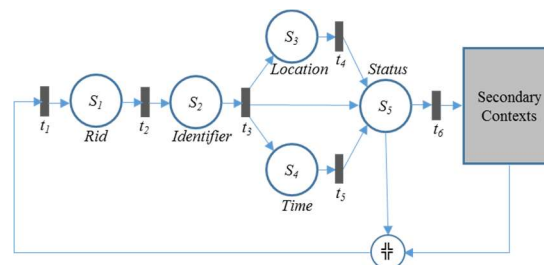 S3
t4
Location
Status
S1
S2
S5
Secondary
Contexts
t1
Rid
t2
Identifier
t3
t6
S4
t5
Time